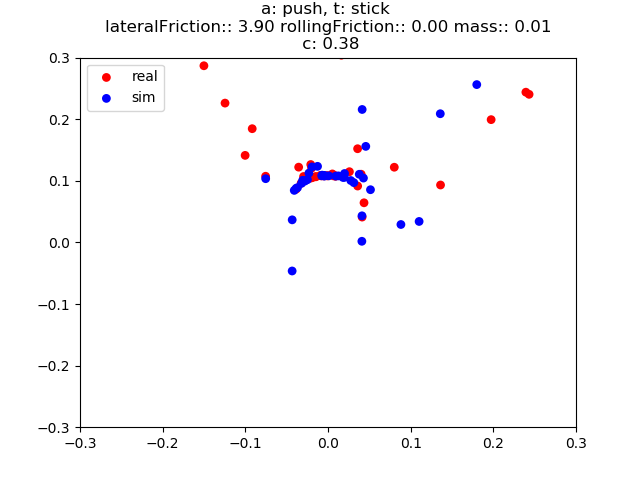 a: push, t: stick
lateralFriction:: 3.90 rollingFriction:: 0.00 mass:: 0.01
c: 0.38
real
sim
0.3
0.2
0.1
0.0
−0.1
−0.2
−0.3
−0.3 −0.2 −0.1 0.0 0.1 0.2 0.3